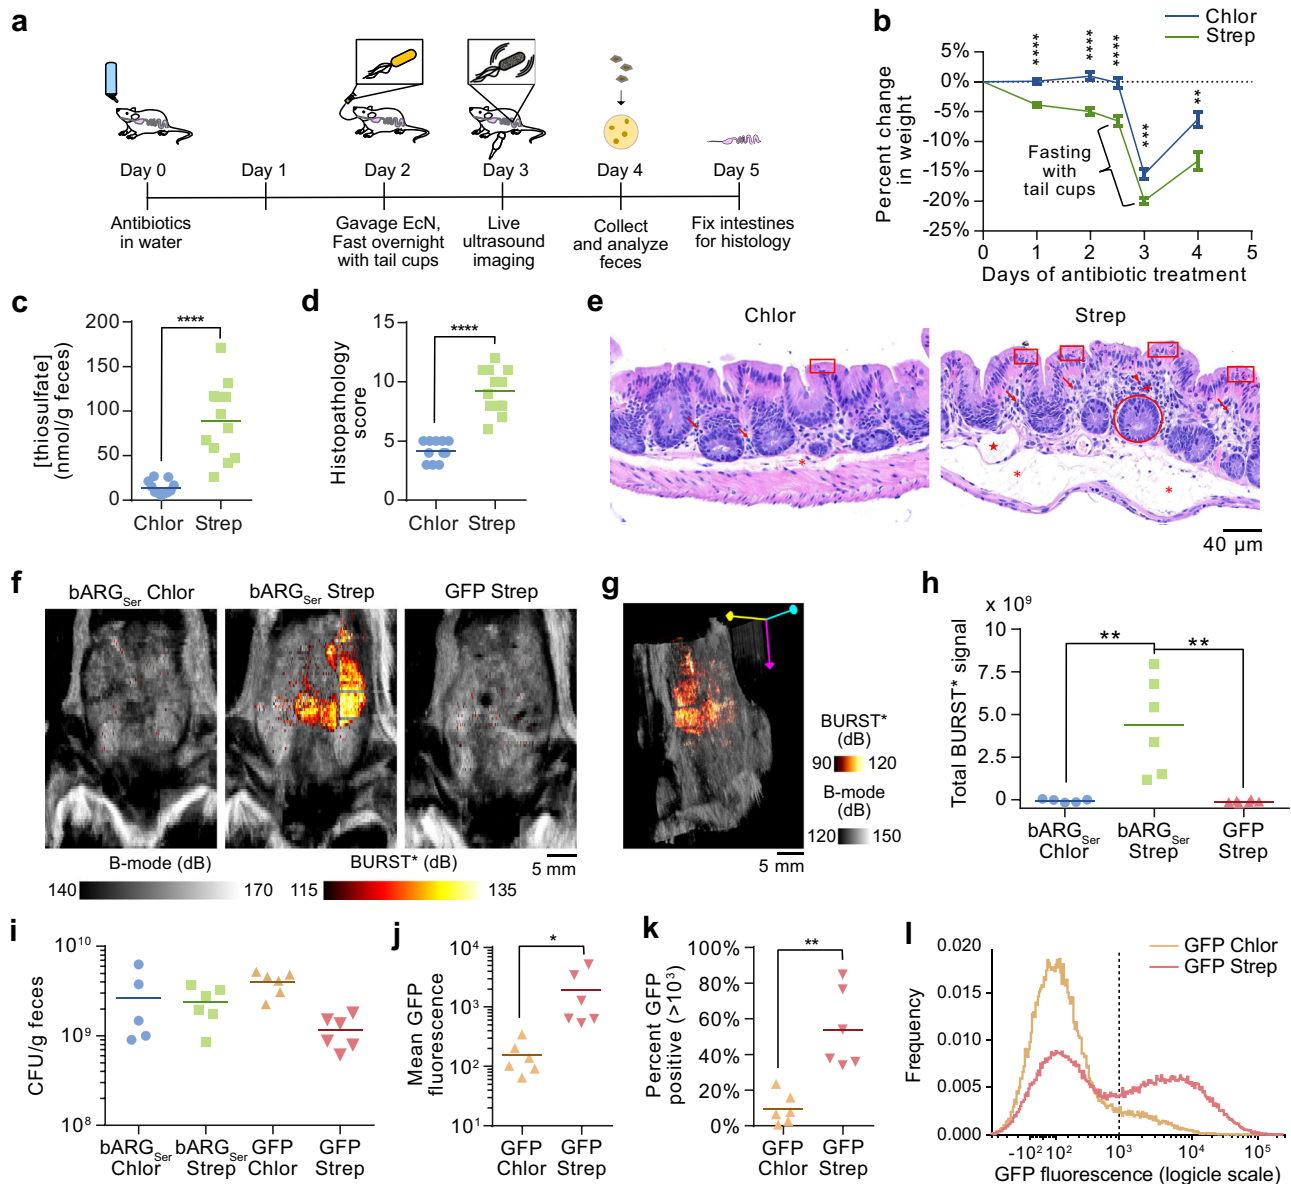 a
Day 0
Day 1
Day 2
Day 3
Day 4
Day 5
Antibiotics
in water
Gavage EcN,
Fast overnight
with tail cups
Live
ultrasound
imaging
Collect
and analyze
feces
Fix intestines
for histology
b
Chlor
Strep
Percent change
in weight
5%
0%
-5%
-10%
-15%
-20%
-25%
****
****
****
***
**
Fasting
with
tail cups
0 1 2 3 4 5
Days of antibiotic treatment
c
[thiosulfate]
(nmol/g feces)
200
150
100
50
0
****
Chlor Strep
d
Histopathology
score
15
10
5
0
****
Chlor Strep
e
Chlor
Strep
*
★
*
*
40 µm
f
bARGSer Chlor
bARGSer Strep
GFP Strep
B-mode (dB)
140 170
BURST* (dB)
115 135
5 mm
g
BURST*
(dB)
90 120
B-mode
(dB)
120 150
5 mm
h
x 10⁹
Total BURST* signal
10
7.5
5.0
2.5
0
**
**
bARGSer
Chlor
bARGSer
Strep
GFP
Strep
i
CFU/g feces
10¹⁰
10⁹
10⁸
bARGSer
Chlor
bARGSer
Strep
GFP
Chlor
GFP
Strep
j
Mean GFP
fluorescence
10⁴
10³
10²
10¹
*
GFP
Chlor
GFP
Strep
k
Percent GFP
positive (>10³)
100%
80%
60%
40%
20%
0%
**
GFP
Chlor
GFP
Strep
l
GFP Chlor
GFP Strep
Frequency
0.020
0.015
0.010
0.005
0.000
-10² 10² 10³ 10⁴ 10⁵
GFP fluorescence (logicle scale)